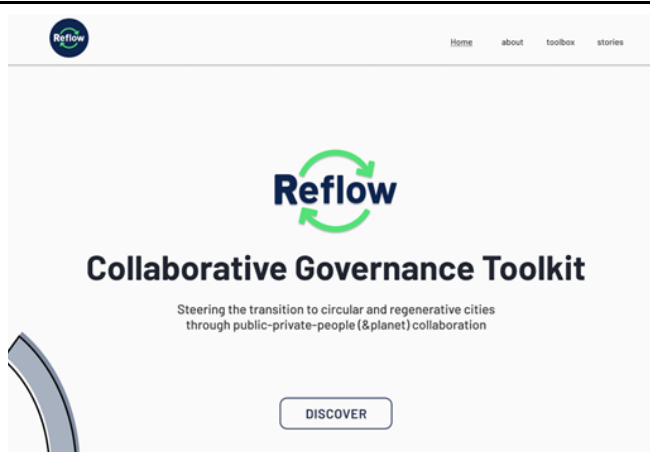 Reflow
Home about toolbox stories
Reflow
Collaborative Governance Toolkit
Steering the transition to circular and regenerative cities
through public-private-people (&planet) collaboration
DISCOVER